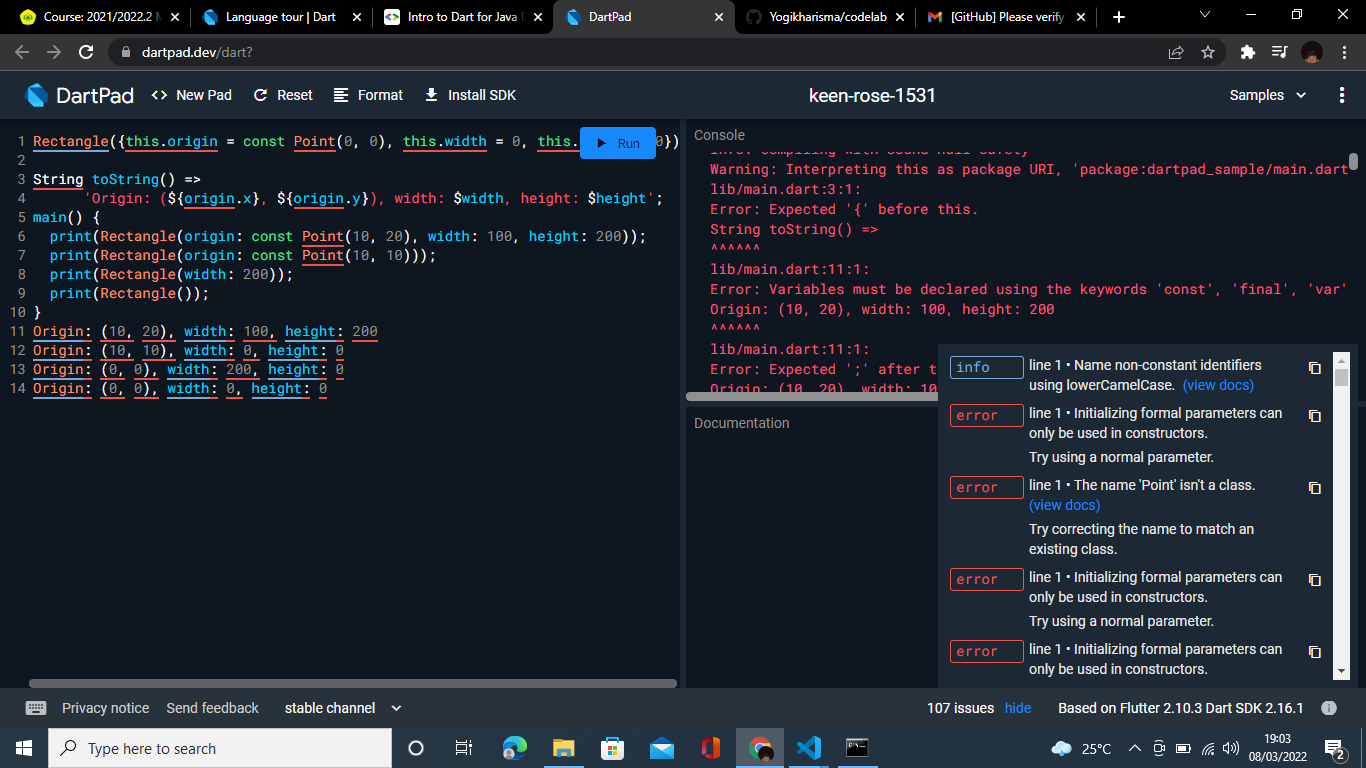 Course: 2021/2022.2 M
Language tour | Dart
Intro to Dart for Java D
DartPad
Yogikharisma/codelab
[GitHub] Please verify
dartpad.dev/dart?
DartPad
<> New Pad
Reset
Format
Install SDK
keen-rose-1531
Samples
1 Rectangle({this.origin = const Point(0, 0), this.width = 0, this. 0})
Run
2
3 String toString() =>
4 'Origin: (${origin.x}, ${origin.y}), width: $width, height: $height';
5 main() {
6 print(Rectangle(origin: const Point(10, 20), width: 100, height: 200));
7 print(Rectangle(origin: const Point(10, 10)));
8 print(Rectangle(width: 200));
9 print(Rectangle());
10 }
11 Origin: (10, 20), width: 100, height: 200
12 Origin: (10, 10), width: 0, height: 0
13 Origin: (0, 0), width: 200, height: 0
14 Origin: (0, 0), width: 0, height: 0
Console
Info: Compiling with sound null safety
Warning: Interpreting this as package URI, 'package:dartpad_sample/main.dart
lib/main.dart:3:1:
Error: Expected '{' before this.
String toString() =>
^^^^^^
lib/main.dart:11:1:
Error: Variables must be declared using the keywords 'const', 'final', 'var'
Origin: (10, 20), width: 100, height: 200
^^^^^^
lib/main.dart:11:1:
Error: Expected ';' after t
Origin: (10, 20), width: 10
Documentation
info
line 1 • Name non-constant identifiers
using lowerCamelCase. (view docs)
error
line 1 • Initializing formal parameters can
only be used in constructors.
Try using a normal parameter.
error
line 1 • The name 'Point' isn't a class.
(view docs)
Try correcting the name to match an
existing class.
error
line 1 • Initializing formal parameters can
only be used in constructors.
Try using a normal parameter.
error
line 1 • Initializing formal parameters can
only be used in constructors.
Privacy notice
Send feedback
stable channel
107 issues
hide
Based on Flutter 2.10.3 Dart SDK 2.16.1
Type here to search
25°C
19:03
08/03/2022
2